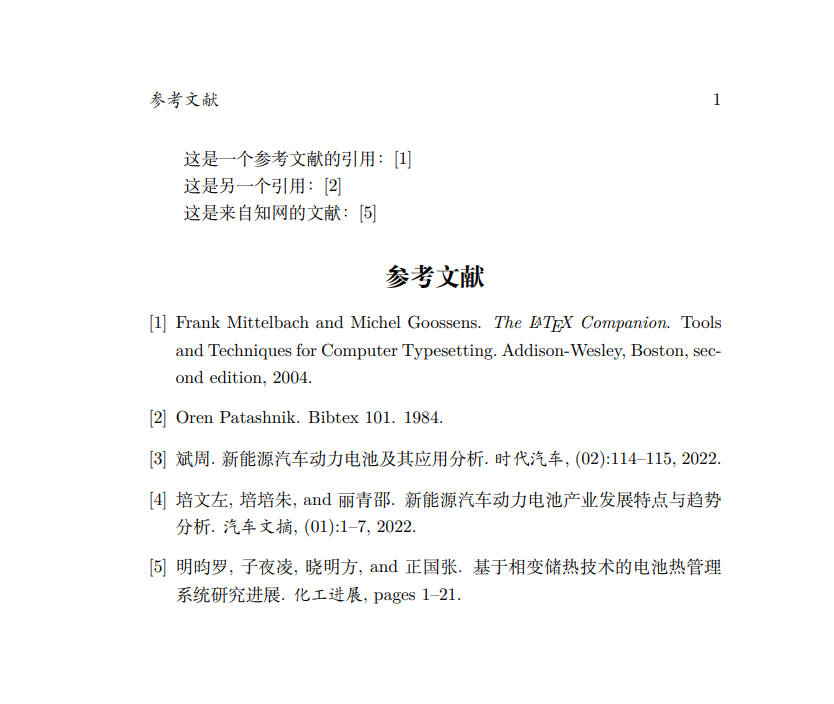 参考文献 1
这是一个参考文献的引用：[1]
这是另一个引用：[2]
这是来自知网的文献：[5]
参考文献
[1] Frank Mittelbach and Michel Goossens. The LATEX Companion. Tools
and Techniques for Computer Typesetting. Addison-Wesley, Boston, sec-
ond edition, 2004.
[2] Oren Patashnik. Bibtex 101. 1984.
[3] 斌周. 新能源汽车动力电池及其应用分析. 时代汽车, (02):114–115, 2022.
[4] 培文左, 培培朱, and 丽青邵. 新能源汽车动力电池产业发展特点与趋势
分析. 汽车文摘, (01):1–7, 2022.
[5] 明昀罗, 子夜凌, 晓明方, and 正国张. 基于相变储热技术的电池热管理
系统研究进展. 化工进展, pages 1–21.